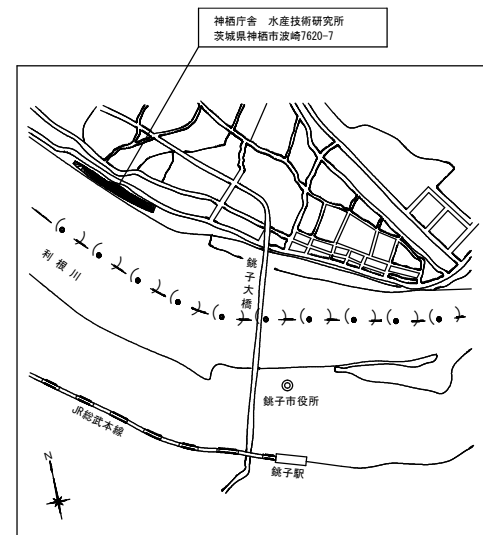 神栖庁舎 水産技術研究所
茨城県神栖市波崎7620-7
利根川
銚子大橋
銚子市役所
JR総武本線
銚子駅
N